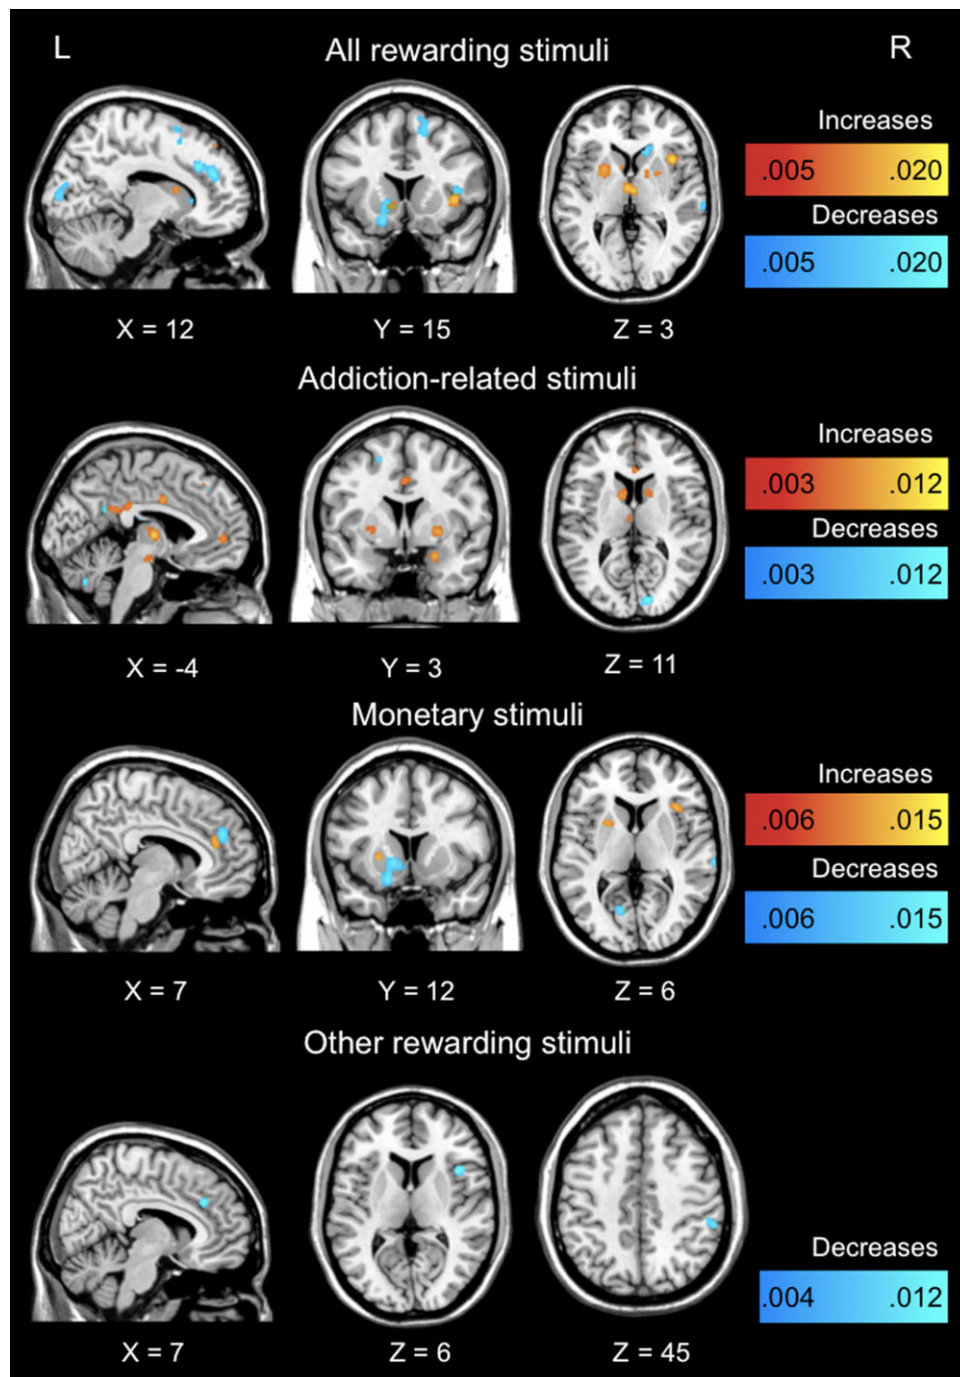 L All rewarding stimuli R
Increases
.005 .020
Decreases
.005 .020
X = 12 Y = 15 Z = 3
Addiction-related stimuli
Increases
.003 .012
Decreases
.003 .012
X = -4 Y = 3 Z = 11
Monetary stimuli
Increases
.006 .015
Decreases
.006 .015
X = 7 Y = 12 Z = 6
Other rewarding stimuli
Decreases
.004 .012
X = 7 Z = 6 Z = 45